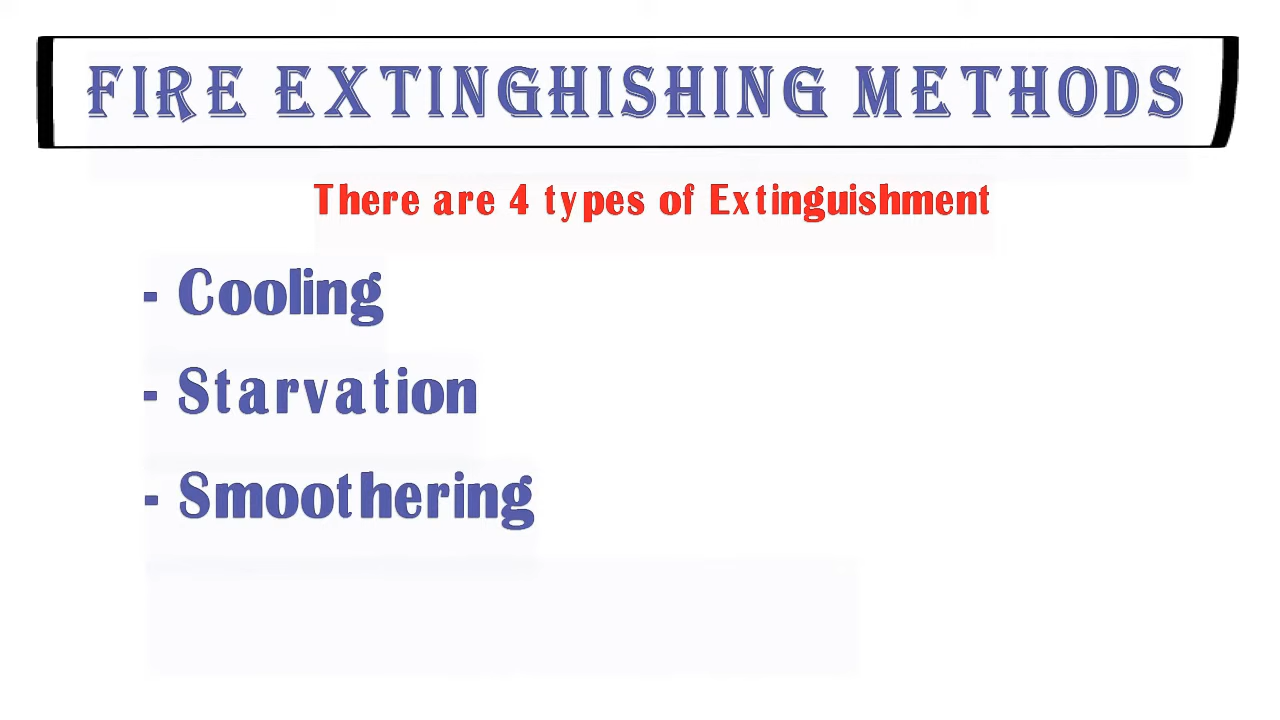 FIRE EXTINGHISHING METHODS
There are 4 types of Extinguishment
- Cooling
- Starvation
- Smoothering